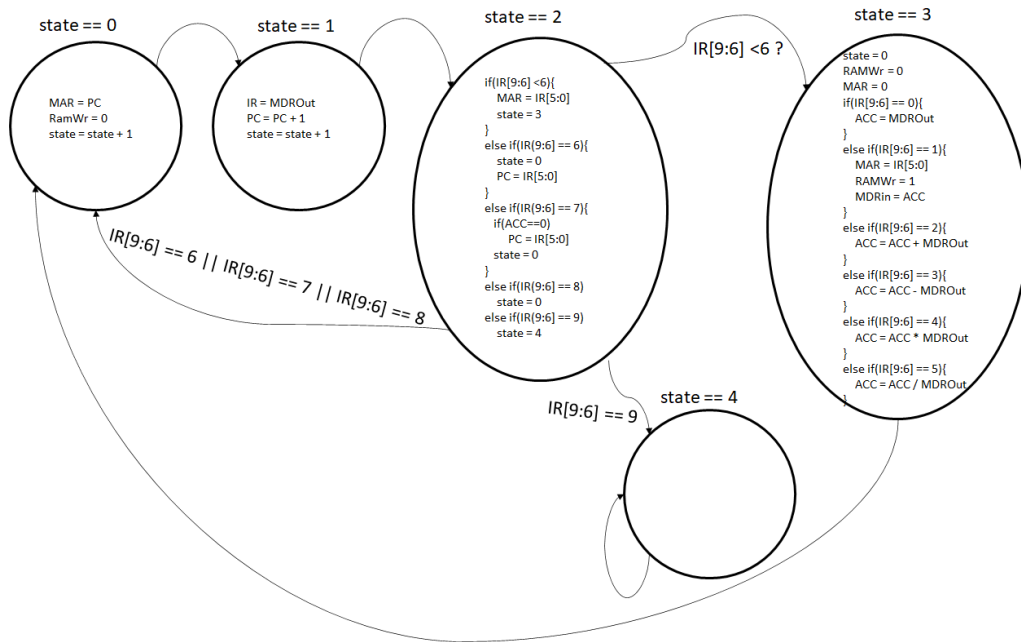 state == 0
MAR = PC
RamWr = 0
state = state + 1
state == 1
IR = MDROut
PC = PC + 1
state = state + 1
state == 2
if(IR[9:6] <6){
MAR = IR[5:0]
state = 3
}
else if(IR(9:6] == 6){
state = 0
PC = IR[5:0]
}
else if(IR(9:6] == 7){
if(ACC==0)
PC = IR[5:0]
state = 0
}
else if(IR(9:6] == 8)
state = 0
else if(IR(9:6] == 9)
state = 4
IR[9:6] <6 ?
state == 3
state = 0
RAMWr = 0
MAR = 0
if(IR[9:6] == 0){
ACC = MDROut
}
else if(IR[9:6] == 1){
MAR = IR[5:0]
RAMWr = 1
MDRin = ACC
}
else if(IR[9:6] == 2){
ACC = ACC + MDROut
}
else if(IR[9:6] == 3){
ACC = ACC - MDROut
}
else if(IR[9:6] == 4){
ACC = ACC * MDROut
}
else if(IR[9:6] == 5){
ACC = ACC / MDROut
}
IR[9:6] == 6 || IR[9:6] == 7 || IR[9:6] == 8
IR[9:6] == 9
state == 4